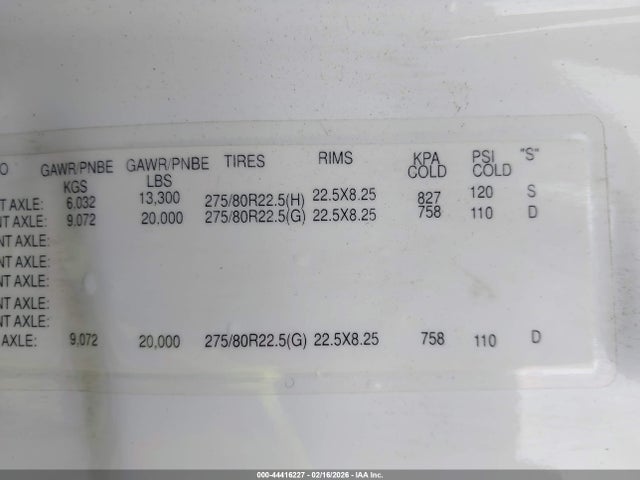 O GAWR/PNBE GAWR/PNBE TIRES RIMS KPA PSI "S"
KGS LBS COLD COLD
T AXLE: 6,032 13,300 275/80R22.5(H) 22.5X8.25 827 120 S
NT AXLE: 9,072 20,000 275/80R22.5(G) 22.5X8.25 758 110 D
NT AXLE:
NT AXLE:
NT AXLE:
NT AXLE:
AXLE: 9,072 20,000 275/80R22.5(G) 22.5X8.25 758 110 D
000-44416227 - 02/16/2026 - IAA Inc.